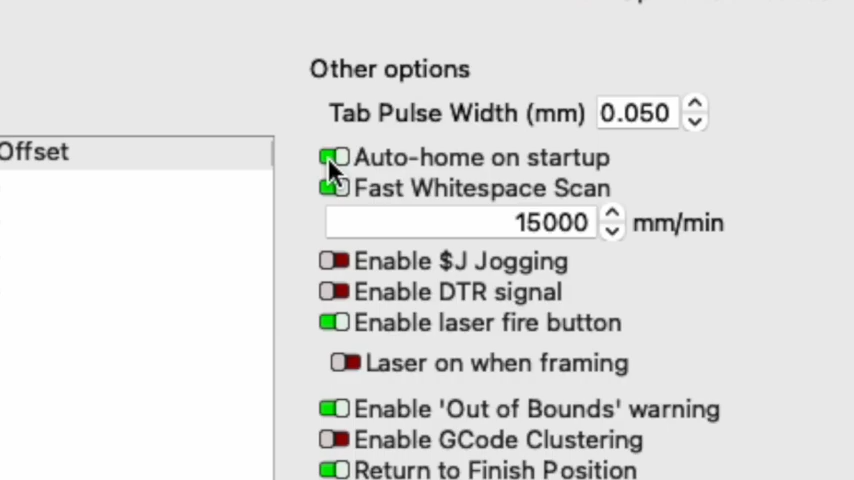 Other options
Tab Pulse Width (mm) 0.050
Offset
Auto-home on startup
Fast Whitespace Scan
15000 mm/min
Enable $J Jogging
Enable DTR signal
Enable laser fire button
Laser on when framing
Enable 'Out of Bounds' warning
Enable GCode Clustering
Return to Finish Position